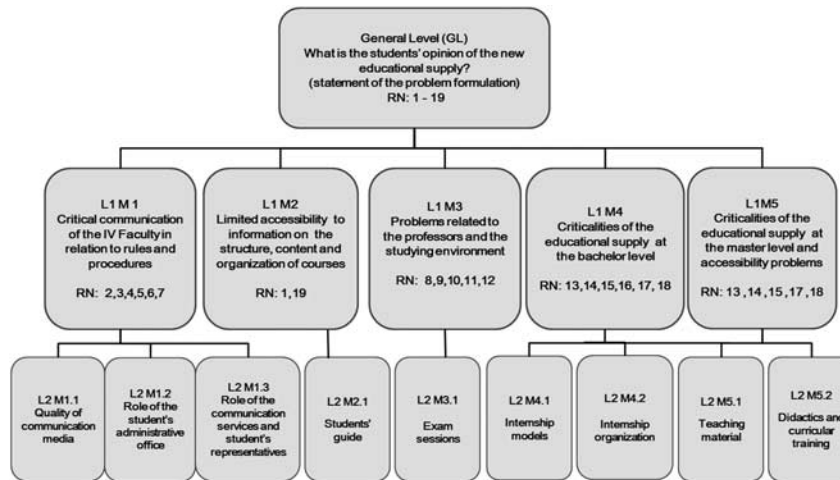 General Level (GL)
What is the students' opinion of the new
educational supply?
(statement of the problem formulation)
RN: 1 - 19
L1 M 1
Critical communication
of the IV Faculty in
relation to rules and
procedures
RN: 2,3,4,5,6,7
L1 M2
Limited accessibility to
information on the
structure, content and
organization of courses
RN: 1,19
L1 M3
Problems related to
the professors and the
studying environment
RN: 8,9,10,11,12
L1 M4
Criticalities of the
educational supply at
the bachelor level
RN: 13,14,15,16, 17, 18
L1M5
Criticalities of the
educational supply at
the master level and
accessibility problems
RN: 13 ,14 ,15 ,17 ,18
L2 M1.1
Quality of
communication
media
L2 M1.2
Role of the
student's
administrative
office
L2 M1.3
Role of the
communication
services and
student's
representatives
L2 M2.1
Students'
guide
L2 M3.1
Exam
sessions
L2 M4.1
Internship
models
L2 M4.2
Internship
organization
L2 M5.1
Teaching
material
L2 M5.2
Didactics and
curricular
training